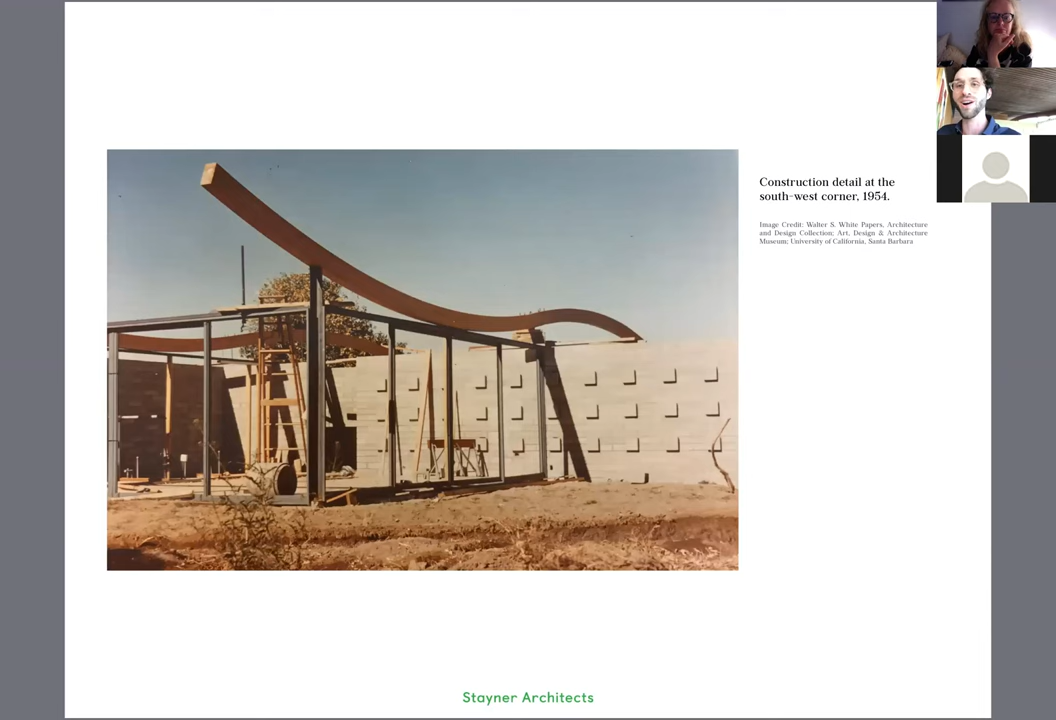 Construction detail at the
south-west corner, 1954.
Image Credit: Walter S. White Papers, Architecture
and Design Collection; Art, Design & Architecture
Museum; University of California, Santa Barbara
Stayner Architects